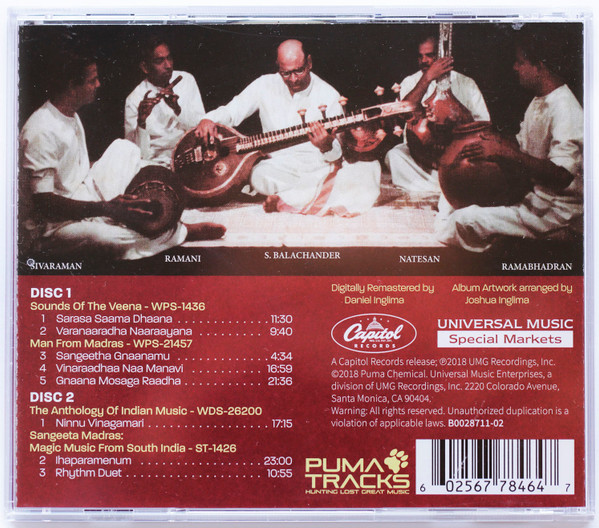 SIVARAMAN
RAMANI
S. BALACHANDER
NATESAN
RAMABHADRAN
DISC 1
Sounds Of The Veena - WPS-1436
1 Sarasa Saama Dhaana . . . . . . . . . . . . . 11:30
2 Varanaaradha Naaraayana . . . . . . . . 9:40
Man From Madras - WPS-21457
3 Sangeetha Gnaanamu . . . . . . . . . . . . 4:34
4 Vinaraadhaa Naa Manavi . . . . . . . . . 16:59
5 Gnaana Mosaga Raadha . . . . . . . . . . 21:36
DISC 2
The Anthology Of Indian Music - WDS-26200
1 Ninnu Vinagamari . . . . . . . . . . . . . . . . . 17:15
Sangeeta Madras:
Magic Music From South India - ST-1426
2 Ihaparamenum . . . . . . . . . . . . . . . . . . 23:00
3 Rhythm Duet . . . . . . . . . . . . . . . . . . . . 10:55
Digitally Remastered by
Daniel Inglima
Album Artwork arranged by
Joshua Inglima
Capitol
RECORDS
UNIVERSAL MUSIC
Special Markets
A Capitol Records release; ℗2018 UMG Recordings, Inc.
©2018 Puma Chemical. Universal Music Enterprises, a
division of UMG Recordings, Inc. 2220 Colorado Avenue,
Santa Monica, CA 90404.
Warning: All rights reserved. Unauthorized duplication is a
violation of applicable laws. B0028711-02
PUMA
TRACKS
HUNTING LOST GREAT MUSIC
6 02567 78464 7